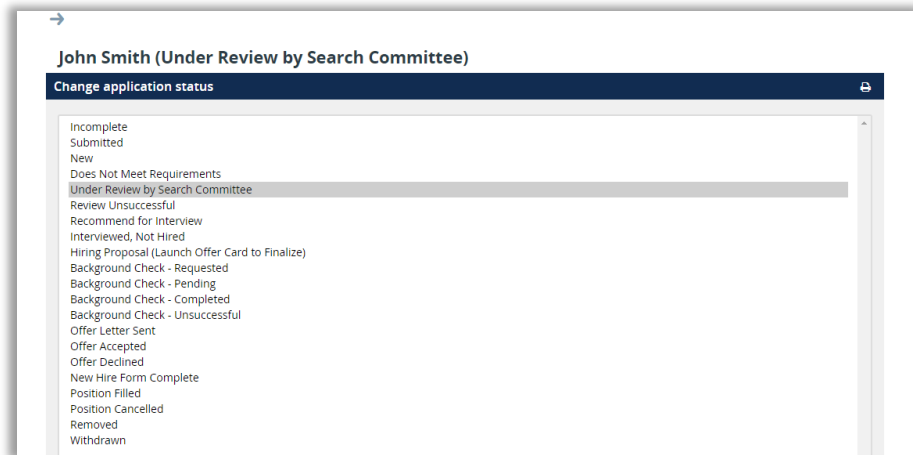 John Smith (Under Review by Search Committee)
Change application status
Incomplete
Submitted
New
Does Not Meet Requirements
Under Review by Search Committee
Review Unsuccessful
Recommend for Interview
Interviewed, Not Hired
Hiring Proposal (Launch Offer Card to Finalize)
Background Check - Requested
Background Check - Pending
Background Check - Completed
Background Check - Unsuccessful
Offer Letter Sent
Offer Accepted
Offer Declined
New Hire Form Complete
Position Filled
Position Cancelled
Removed
Withdrawn